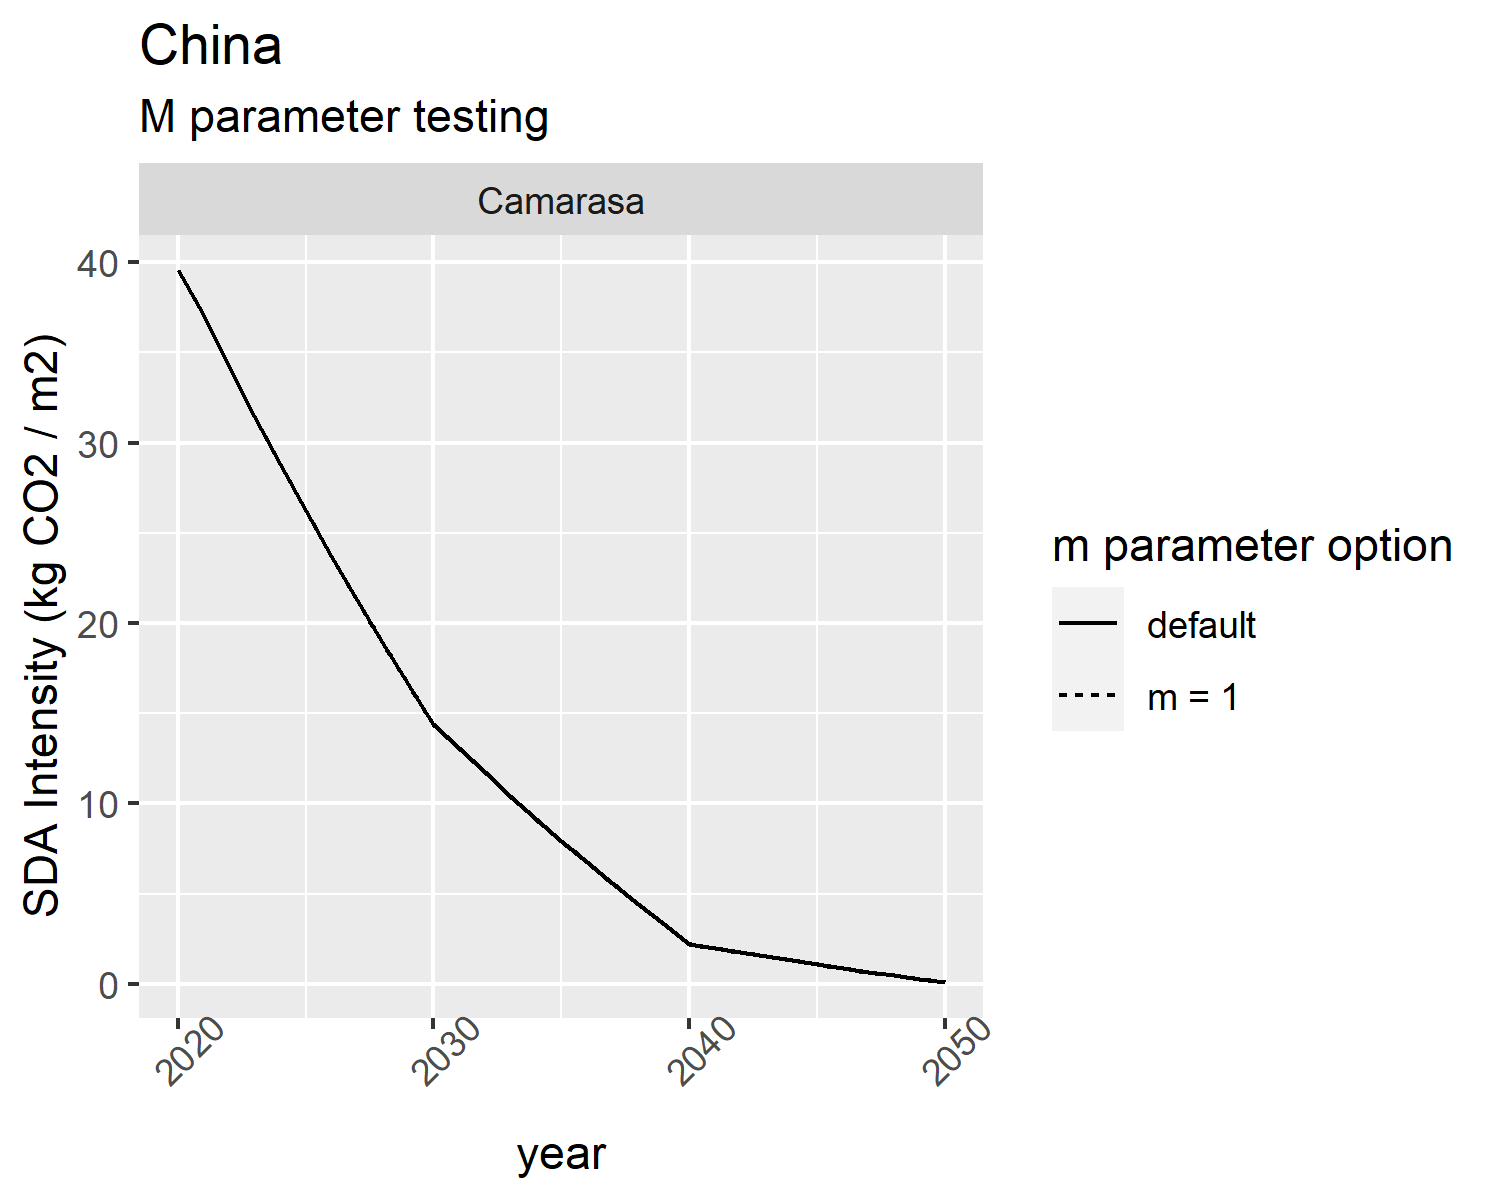 China
M parameter testing
Camarasa
40
30
20
10
0
SDA Intensity (kg CO2 / m2)
2020
2030
2040
2050
year
m parameter option
default
m = 1